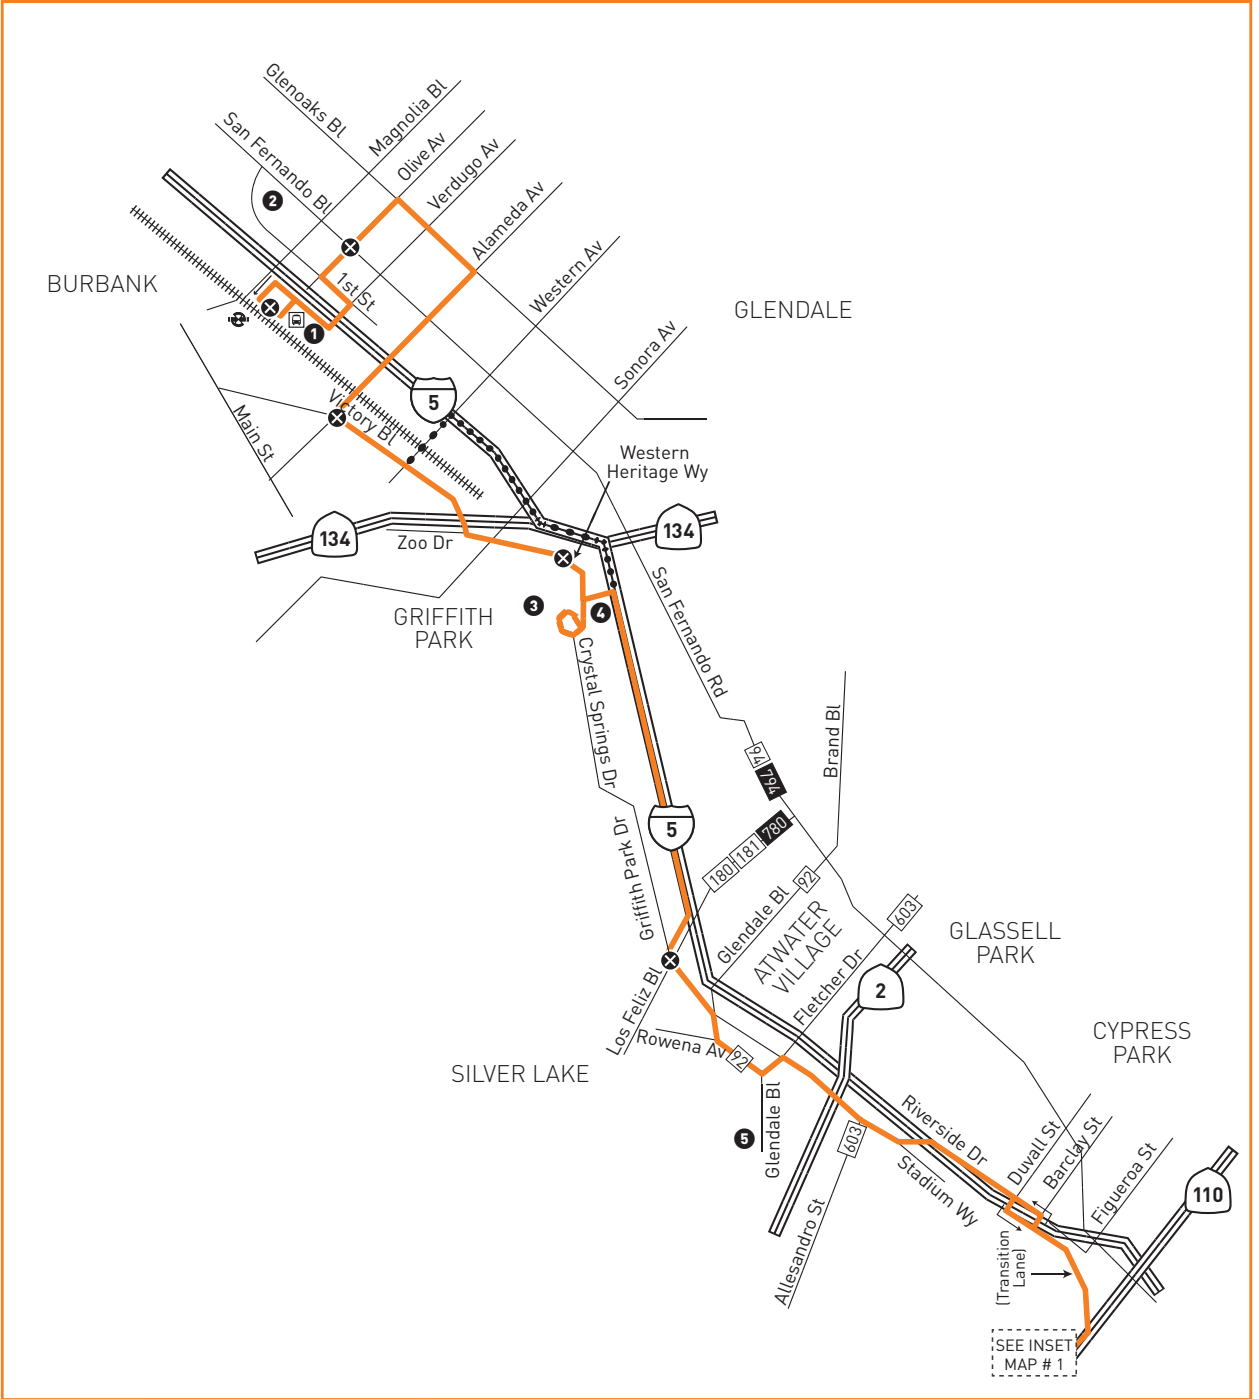 Glenoaks Bl
Magnolia Bl
San Fernando Bl
Olive Av
Verdugo Av
2
Alameda Av
Western Av
BURBANK
1st St
GLENDALE
1
Sonora Av
5
Victory Bl
Main St
Western
Heritage Wy
134
134
Zoo Dr
San Fernando Rd
3
4
GRIFFITH
PARK
Crystal Springs Dr
Brand Bl
94
794
5
780
181
180
Griffith Park Dr
92
Glendale Bl
603
ATWATER
VILLAGE
GLASSELL
PARK
Fletcher Dr
2
Los Feliz Bl
Rowena Av
92
CYPRESS
PARK
SILVER LAKE
Glendale Bl
5
603
Riverside Dr
Duvall St
Barclay St
Figueroa St
Stadium Wy
110
Allesandro St
(Transition
Lane)
SEE INSET
MAP # 1